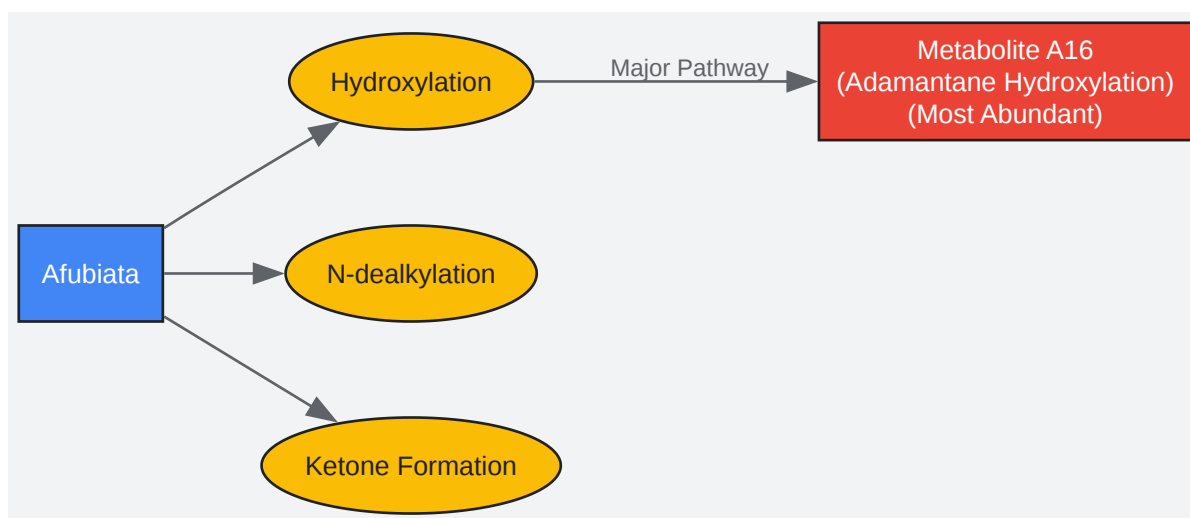 Afubiata
Hydroxylation
N-dealkylation
Ketone Formation
Major Pathway
Metabolite A16
(Adamantane Hydroxylation)
(Most Abundant)